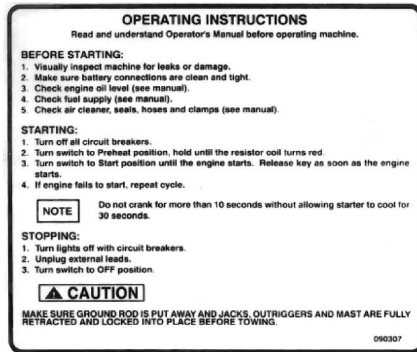 OPERATING INSTRUCTIONS
Read and understand Operator's Manual before operating machine.
BEFORE STARTING:
1. Visually inspect machine for leaks or damage.
2. Make sure battery connections are clean and tight.
3. Check engine oil level (see manual).
4. Check fuel supply (see manual).
5. Check air cleaner, seals, hoses and clamps (see manual).
STARTING:
1. Turn off all circuit breakers.
2. Turn switch to Preheat position, hold until the resistor coil turns red.
3. Turn switch to Start position until the engine starts. Release key as soon as the engine
starts.
4. If engine fails to start, repeat cycle.
NOTE Do not crank for more than 10 seconds without allowing starter to cool for
30 seconds.
STOPPING:
1. Turn lights off with circuit breakers.
2. Unplug external leads.
3. Turn switch to OFF position.
CAUTION
MAKE SURE GROUND ROD IS PUT AWAY AND JACKS, OUTRIGGERS AND MAST ARE FULLY
RETRACTED AND LOCKED INTO PLACE BEFORE TOWING.
090307